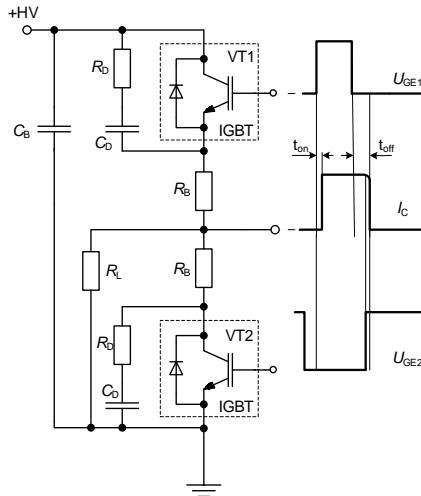 +HV
VT1
R_D
U_GE1
C_B
C_D
IGBT
t_on
t_off
R_B
I_C
R_L
R_B
VT2
R_D
U_GE2
C_D
IGBT